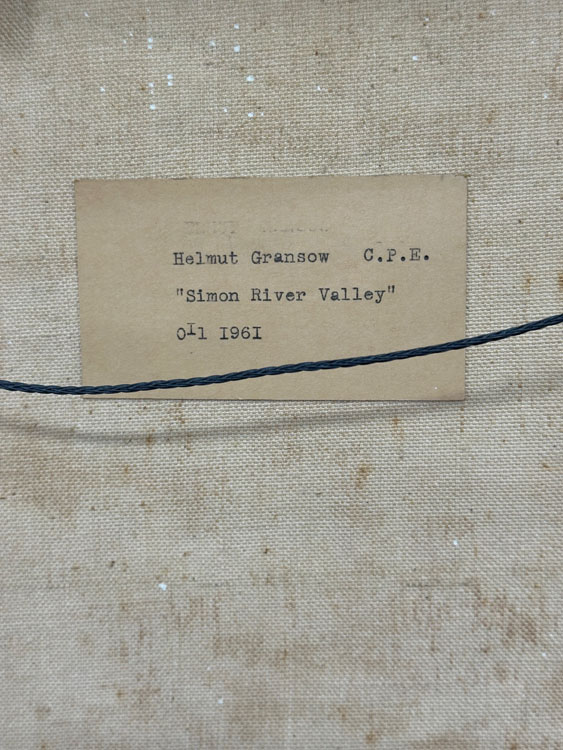 Helmut Gransow C.P.E.
"Simon River Valley"
OIl 196I